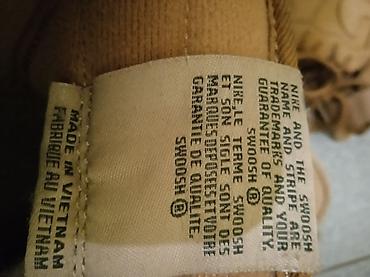 NIKE AND THE SWOOSH
NAME AND STRIPE ARE
TRADEMARKS AND YOUR
GUARANTEE OF QUALITY.
SWOOSH ®
NIKE, LE TERME SWOOSH
ET SON SIGLE SONT DES
MARQUES DEPOSEES ET VOTRE
GARANTIE DE QUALITE.
SWOOSH ®
MADE IN VIETNAM
FABRIQUE AU VIETNAM